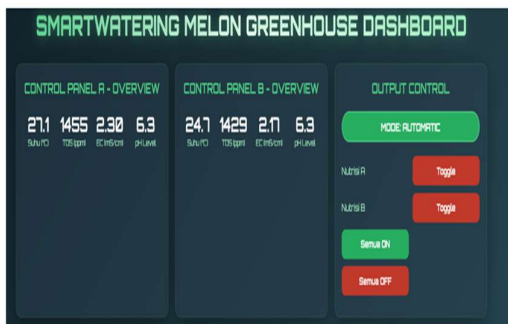 SMARTWATERING MELON GREENHOUSE DASHBOARD
CONTROL PANEL A - OVERVIEW
27.1 1455 2.30 6.3
Suhu (°C) TDS (ppm) EC (mS/cm) pH Level
CONTROL PANEL B - OVERVIEW
24.7 1429 2.17 6.3
Suhu (°C) TDS (ppm) EC (mS/cm) pH Level
OUTPUT CONTROL
MODE: AUTOMATIC
Nutrisi A Toggle
Nutrisi B Toggle
Semua ON
Semua OFF